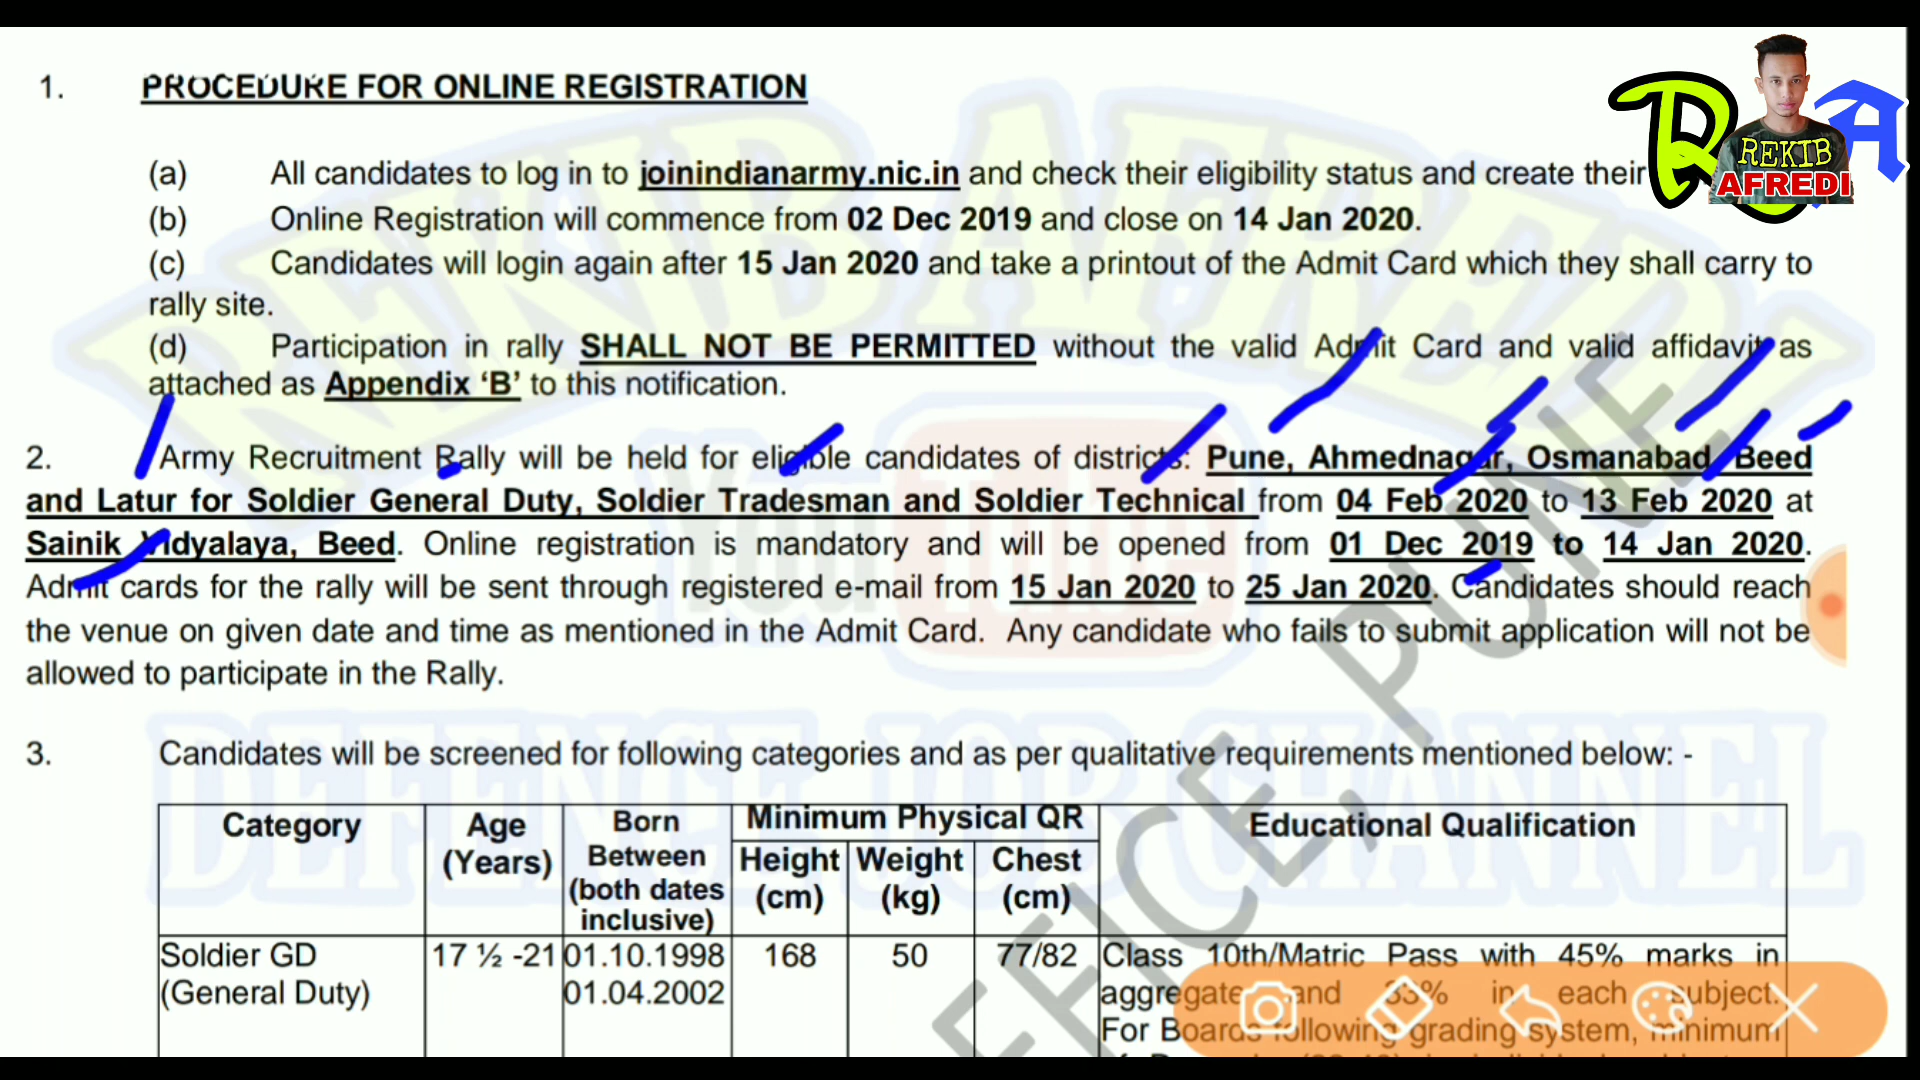 1. PROCEDURE FOR ONLINE REGISTRATION
(a) All candidates to log in to joinindianarmy.nic.in and check their eligibility status and create their
(b) Online Registration will commence from 02 Dec 2019 and close on 14 Jan 2020.
(c) Candidates will login again after 15 Jan 2020 and take a printout of the Admit Card which they shall carry to
rally site.
(d) Participation in rally SHALL NOT BE PERMITTED without the valid Admit Card and valid affidavit as
attached as Appendix ‘B’ to this notification.
2. Army Recruitment Rally will be held for eligible candidates of districts: Pune, Ahmednagar, Osmanabad, Beed
and Latur for Soldier General Duty, Soldier Tradesman and Soldier Technical from 04 Feb 2020 to 13 Feb 2020 at
Sainik Vidyalaya, Beed. Online registration is mandatory and will be opened from 01 Dec 2019 to 14 Jan 2020.
Admit cards for the rally will be sent through registered e-mail from 15 Jan 2020 to 25 Jan 2020. Candidates should reach
the venue on given date and time as mentioned in the Admit Card. Any candidate who fails to submit application will not be
allowed to participate in the Rally.
3. Candidates will be screened for following categories and as per qualitative requirements mentioned below: -
Category Age (Years) Born Between (both dates inclusive) Minimum Physical QR Educational Qualification
Height (cm) Weight (kg) Chest (cm)
Soldier GD (General Duty) 17 ½ -21 01.10.1998 01.04.2002 168 50 77/82 Class 10th/Matric Pass with 45% marks in
aggregate and 33% in each subject.
For Boards following grading system, minimum
R A
REKIB
AFREDI
REKIB AFREDI
YouTube
DEFENCE JOB CHANNEL
FFICE, PUNE